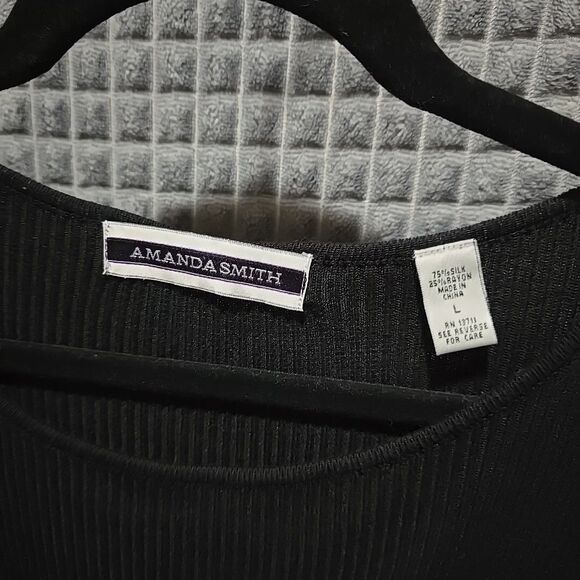 AMANDA SMITH
75% SILK
25% RAYON
MADE IN
CHINA
L
RN 13711
SEE REVERSE
FOR CARE